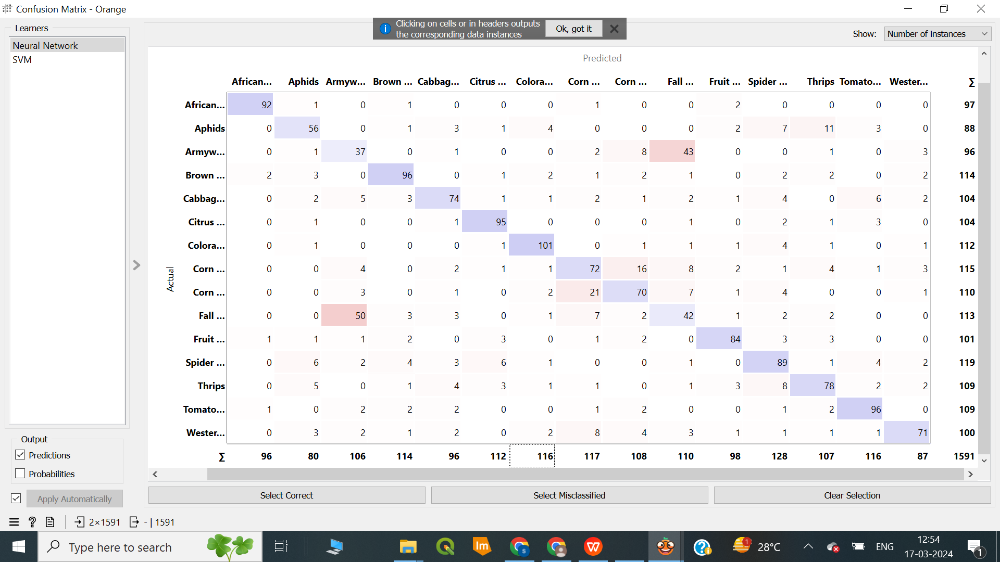 Confusion Matrix - Orange
Learners
Neural Network
SVM
Clicking on cells or in headers outputs
the corresponding data instances
Ok, got it
Show: Number of instances
Predicted
African... Aphids Armyw... Brown ... Cabbag... Citrus ... Colora... Corn ... Corn ... Fall ... Fruit ... Spider ... Thrips Tomato... Wester... Σ
African... 92 1 0 1 0 0 0 1 0 0 2 0 0 0 0 97
Aphids 0 56 0 1 3 1 4 0 0 0 2 7 11 3 0 88
Armyw... 0 1 37 0 1 0 0 2 8 43 0 0 1 0 3 96
Brown ... 2 3 0 96 0 1 2 1 2 1 0 2 2 0 2 114
Cabbag... 0 2 5 3 74 1 1 2 1 2 1 4 0 6 2 104
Citrus ... 0 1 0 0 1 95 0 0 0 1 0 2 1 3 0 104
Colora... 0 1 0 0 0 1 101 0 1 1 1 4 1 0 1 112
Actual
Corn ... 0 0 4 0 2 1 1 72 16 8 2 1 4 1 3 115
Corn ... 0 0 3 0 1 0 2 21 70 7 1 4 0 0 1 110
Fall ... 0 0 50 3 3 0 1 7 2 42 1 2 2 0 0 113
Fruit ... 1 1 1 2 0 3 0 1 2 0 84 3 3 0 0 101
Spider ... 0 6 2 4 3 6 1 0 0 1 0 89 1 4 2 119
Thrips 0 5 0 1 4 3 1 1 0 1 3 8 78 2 2 109
Tomato... 1 0 2 2 2 0 0 1 2 0 0 1 2 96 0 109
Wester... 0 3 2 1 2 0 2 8 4 3 1 1 1 1 71 100
Σ 96 80 106 114 96 112 116 117 108 110 98 128 107 116 87 1591
Output
Predictions
Probabilities
Apply Automatically
Select Correct
Select Misclassified
Clear Selection
2×1591
- | 1591
Type here to search
Im
1
28°C
ENG
12:54
17-03-2024
1